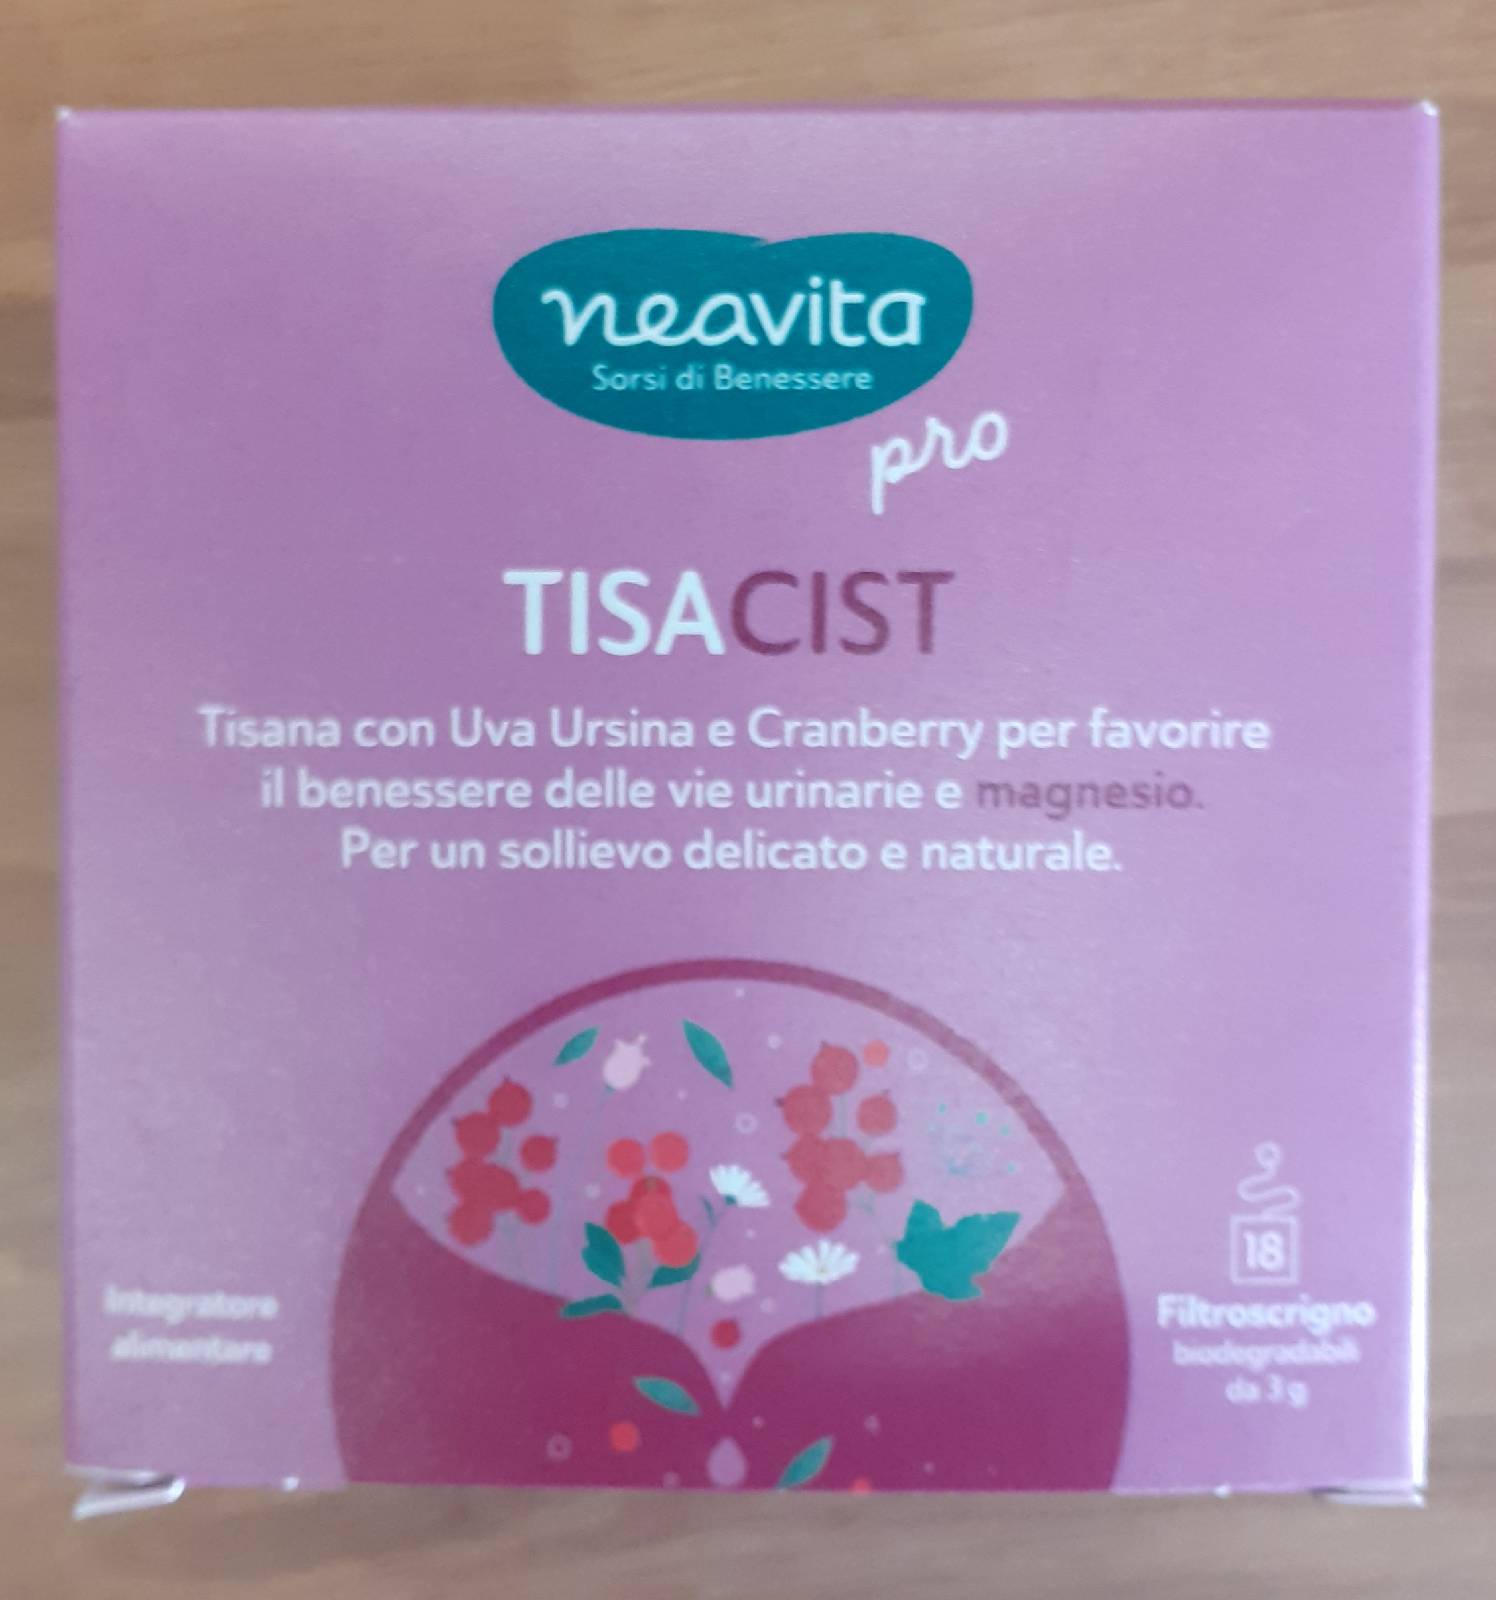 neavita
Sorsi di Benessere
pro
TISACIST
Tisana con Uva Ursina e Cranberry per favorire
il benessere delle vie urinarie e magnesio.
Per un sollievo delicato e naturale.
Integratore
alimentare
18
Filtroscrigno
biodegradabili
da 3 g